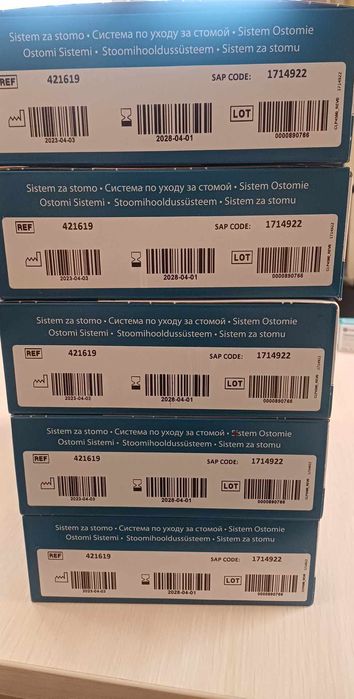 Sistem za stomo • Система по уходу за стомой • Sistem Ostomie
Ostomi Sistemi • Stoomihooldussüsteem • Sistem za stomu
REF 421619 SAP CODE: 1714922
LOT
2023-04-03 2028-04-01 0000890766
Sistem za stomo • Система по уходу за стомой • Sistem Ostomie
Ostomi Sistemi • Stoomihooldussüsteem • Sistem za stomu
REF 421619 SAP CODE: 1714922
LOT
2023-04-03 2028-04-01 0000890766
Sistem za stomo • Система по уходу за стомой • Sistem Ostomie
Ostomi Sistemi • Stoomihooldussüsteem • Sistem za stomu
REF 421619 SAP CODE: 1714922
LOT
2023-04-03 2028-04-01 0000890766
Sistem za stomo • Система по уходу за стомой • Sistem Ostomie
Ostomi Sistemi • Stoomihooldussüsteem • Sistem za stomu
REF 421619 SAP CODE: 1714922
LOT
2023-04-03 2028-04-01 0000890766
Sistem za stomo • Система по уходу за стомой • Sistem Ostomie
Ostomi Sistemi • Stoomihooldussüsteem • Sistem za stomu
REF 421619 SAP CODE: 1714922
LOT
2023-04-03 2028-04-01 0000890766